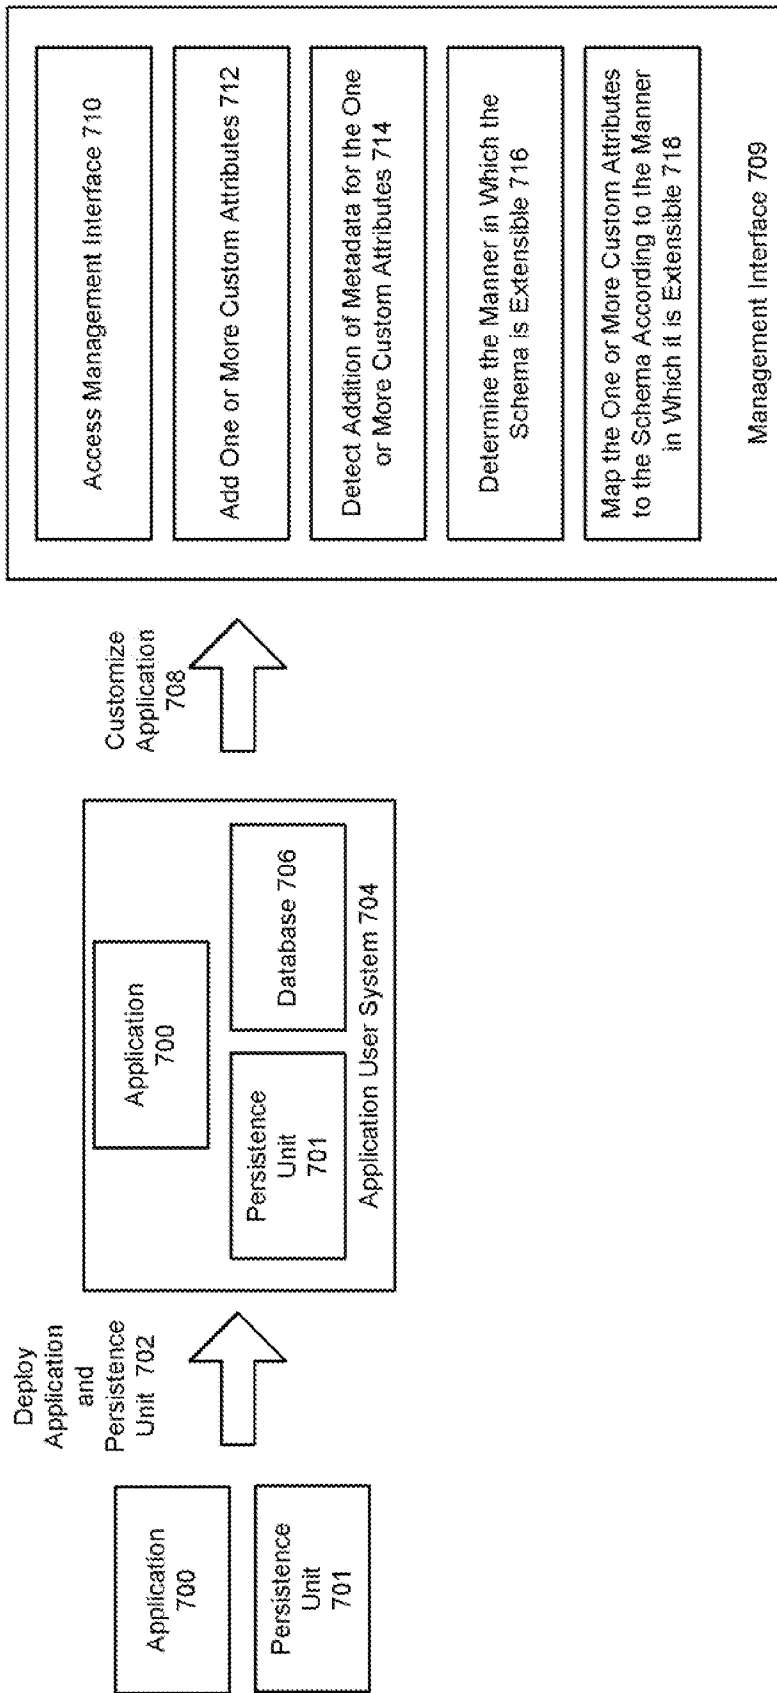 Application
700
Persistence
Unit
701
Deploy
Application
and
Persistence
Unit 702
Application
700
Persistence
Unit
701
Database 706
Application User System 704
Customize
Application
708
Access Management Interface 710
Add One or More Custom Attributes 712
Detect Addition of Metadata for the One
or More Custom Attributes 714
Determine the Manner in Which the
Schema is Extensible 716
Map the One or More Custom Attributes
to the Schema According to the Manner
in Which it is Extensible 718
Management Interface 709